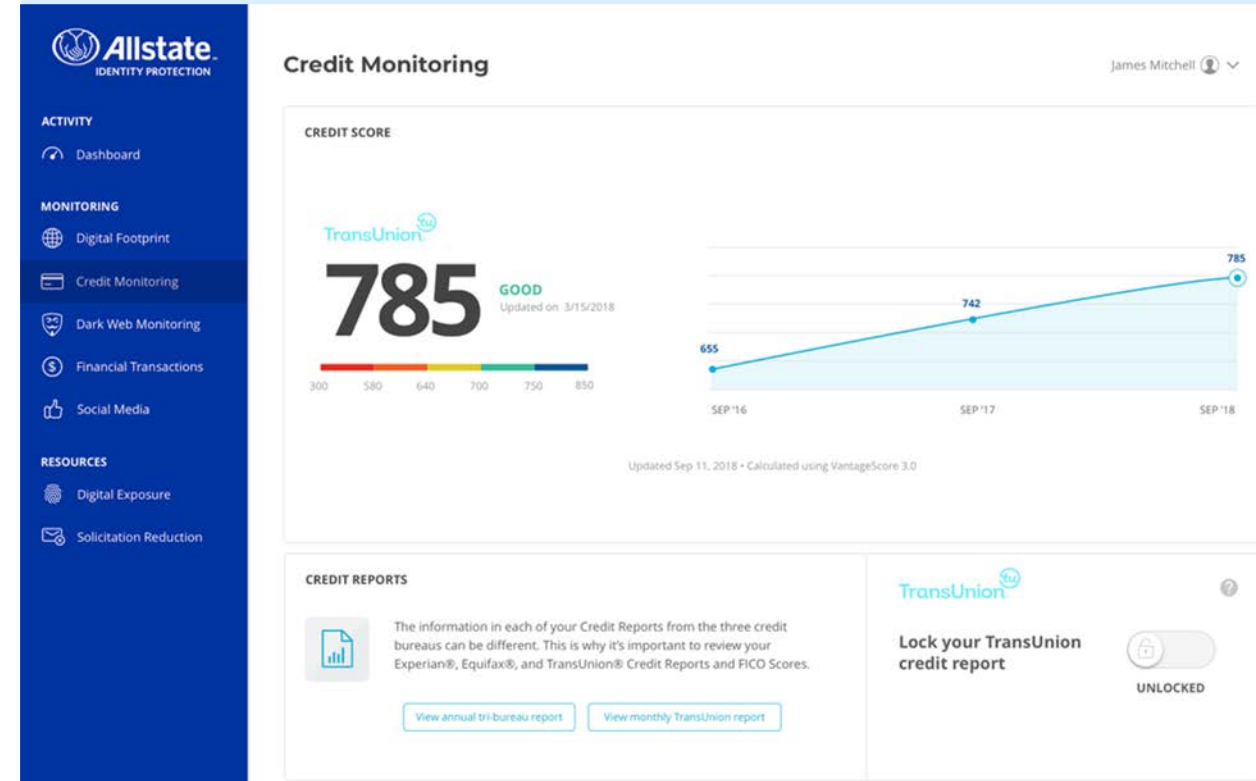 Allstate.
IDENTITY PROTECTION
ACTIVITY
Dashboard
MONITORING
Digital Footprint
Credit Monitoring
Dark Web Monitoring
Financial Transactions
Social Media
RESOURCES
Digital Exposure
Solicitation Reduction
Credit Monitoring
James Mitchell
CREDIT SCORE
TransUnion tu
785
GOOD
Updated on 3/15/2018
300 580 640 700 750 850
655
742
785
SEP '16 SEP '17 SEP '18
Updated Sep 11, 2018 • Calculated using VantageScore 3.0
CREDIT REPORTS
The information in each of your Credit Reports from the three credit
bureaus can be different. This is why it's important to review your
Experian®, Equifax®, and TransUnion® Credit Reports and FICO Scores.
View annual tri-bureau report
View monthly TransUnion report
TransUnion tu
?
Lock your TransUnion
credit report
UNLOCKED